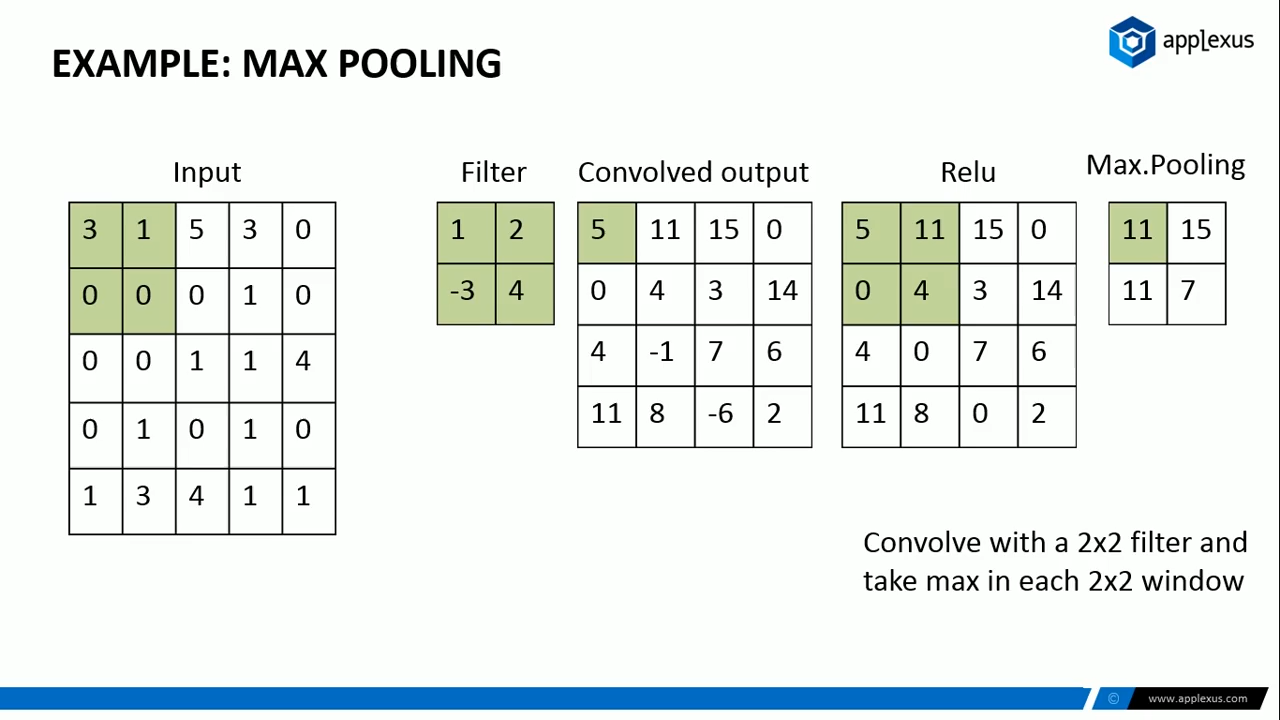 applexus
EXAMPLE: MAX POOLING
Input
3 1 5 3 0
0 0 0 1 0
0 0 1 1 4
0 1 0 1 0
1 3 4 1 1
Filter
1 2
-3 4
Convolved output
5 11 15 0
0 4 3 14
4 -1 7 6
11 8 -6 2
Relu
5 11 15 0
0 4 3 14
4 0 7 6
11 8 0 2
Max.Pooling
11 15
11 7
Convolve with a 2x2 filter and
take max in each 2x2 window
© www.applexus.com